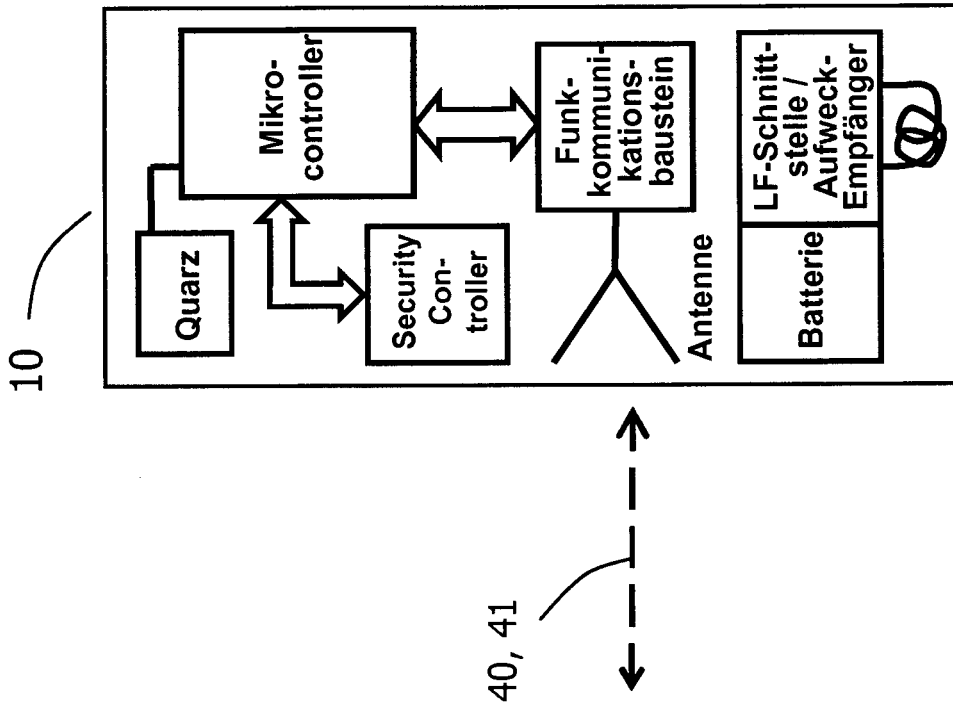 10
Quarz
Mikro-
controller
Security
Con-
troller
Funk-
kommuni-
kations-
baustein
Antenne
40, 41
Batterie
LF-Schnitt-
stelle /
Aufweck-
Empfänger